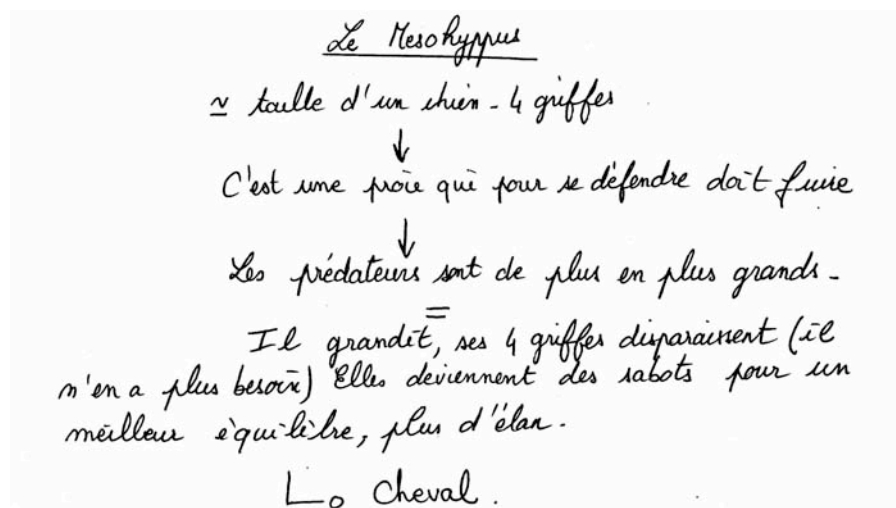 Le Mesohyppus
≃ taille d'un chien - 4 griffes
↓
C'est une proie qui pour se défendre doit fuire
↓
Les prédateurs sont de plus en plus grands -
=
Il grandit, ses 4 griffes disparaissent (il
n'en a plus besoin) Elles deviennent des sabots pour un
meilleur équilibre, plus d'élan.
↳ Cheval.